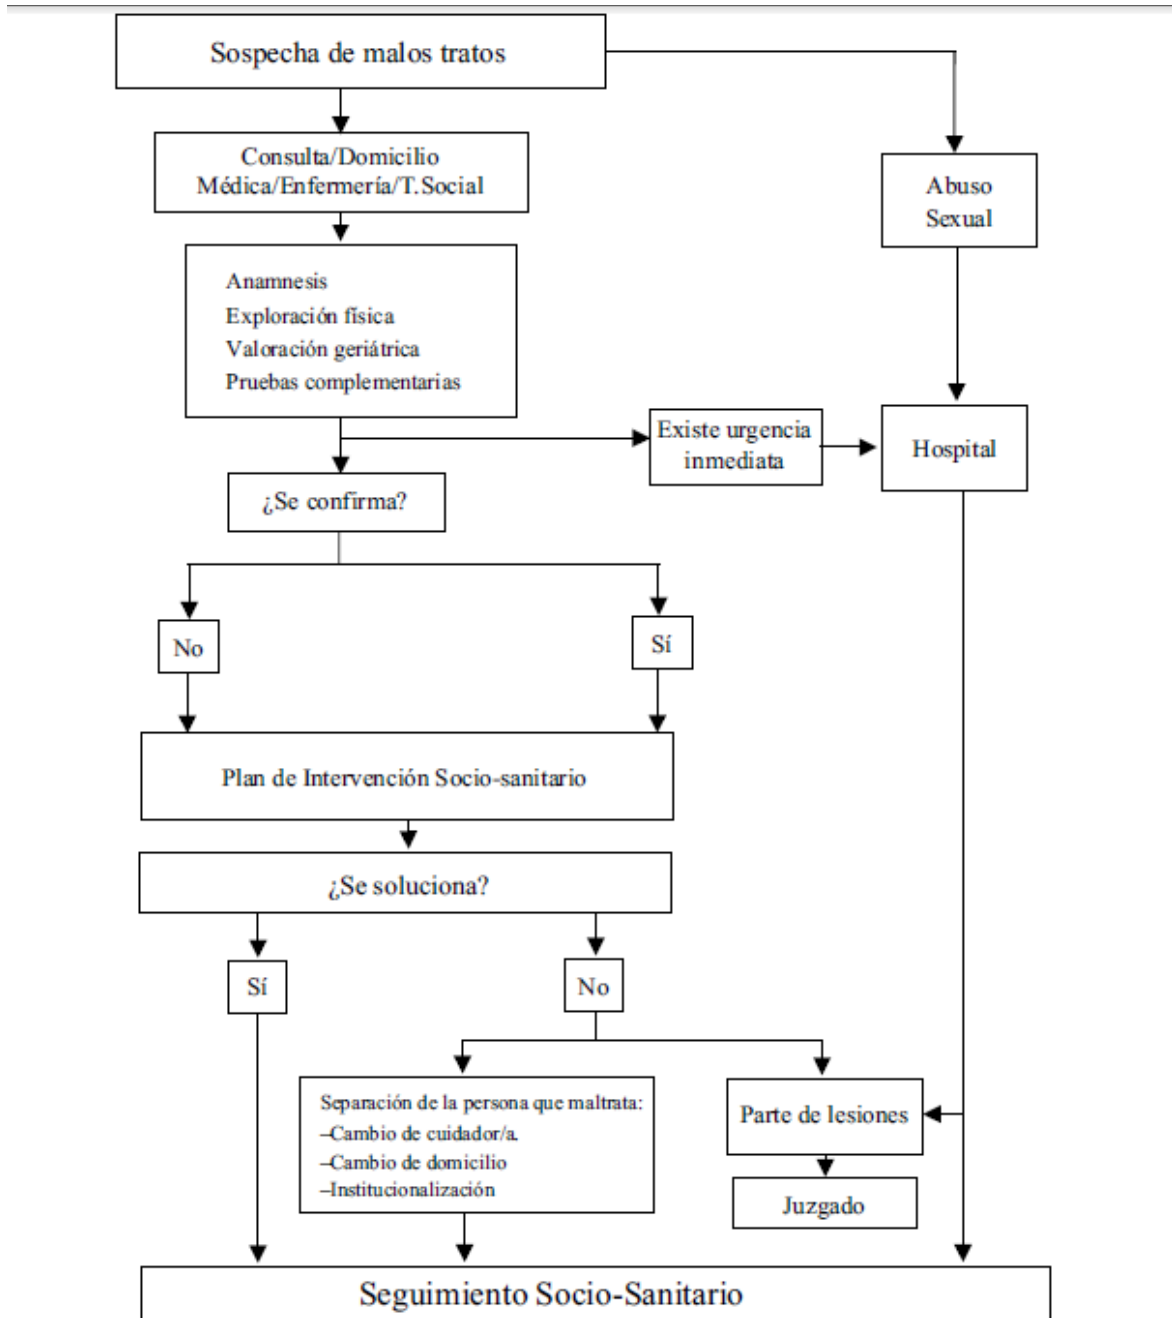 Sospecha de malos tratos
Consulta/Domicilio
Médica/Enfermería/T.Social
Abuso
Sexual
Anamnesis
Exploración física
Valoración geriátrica
Pruebas complementarias
Existe urgencia
inmediata
Hospital
¿Se confirma?
No
Sí
Plan de Intervención Socio-sanitario
¿Se soluciona?
Sí
No
Separación de la persona que maltrata:
–Cambio de cuidador/a.
–Cambio de domicilio
–Institucionalización
Parte de lesiones
Juzgado
Seguimiento Socio-Sanitario